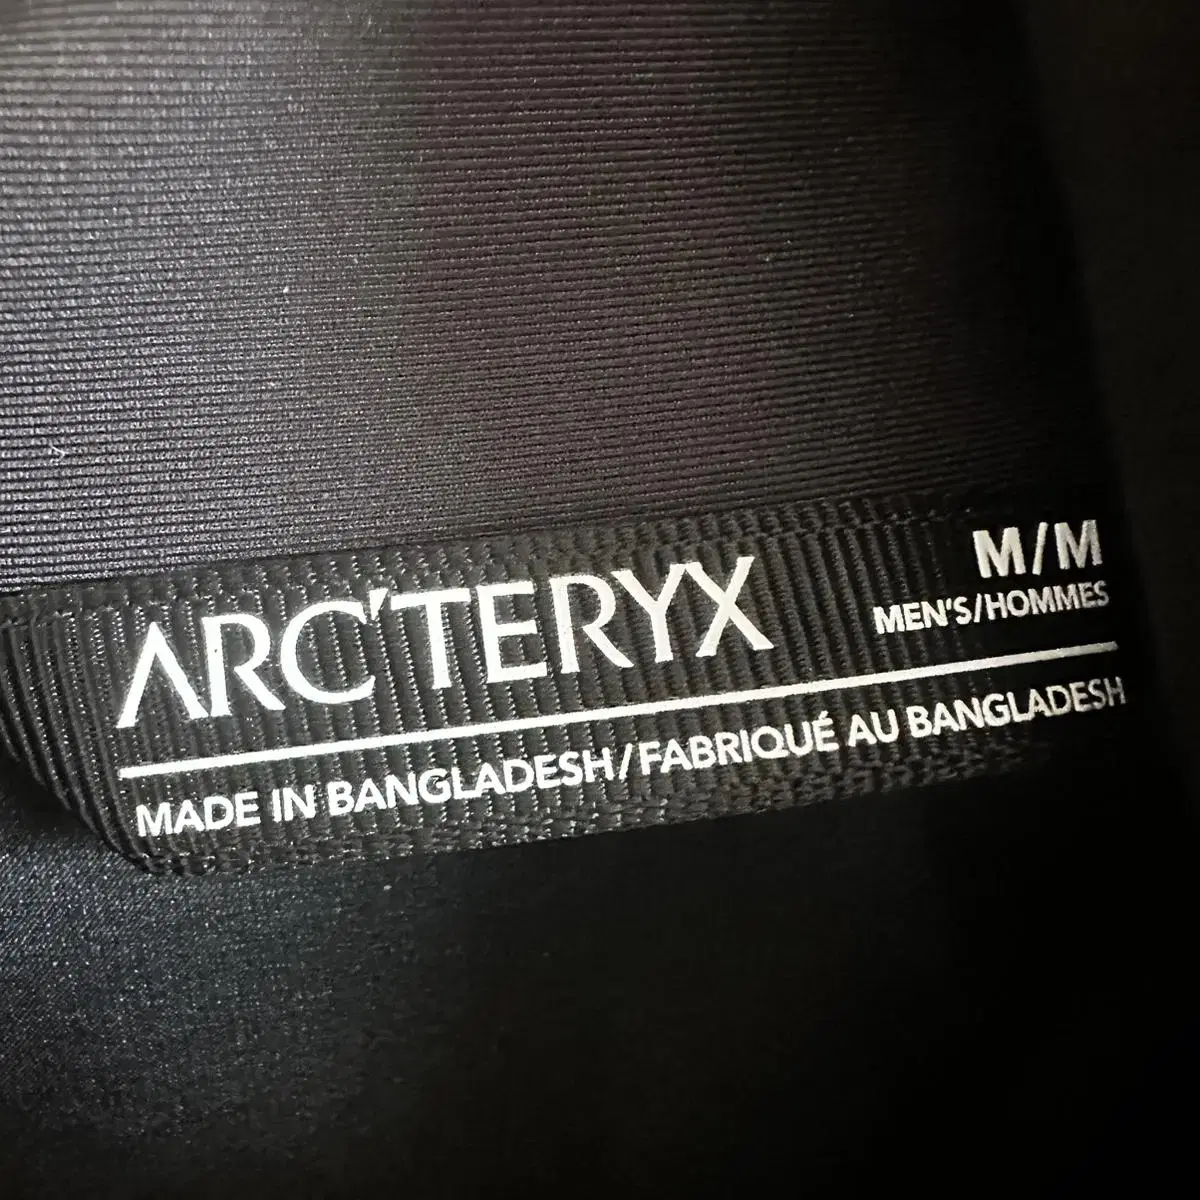 ARC'TERYX
M/M
MEN'S/HOMMES
MADE IN BANGLADESH/FABRIQUÉ AU BANGLADESH